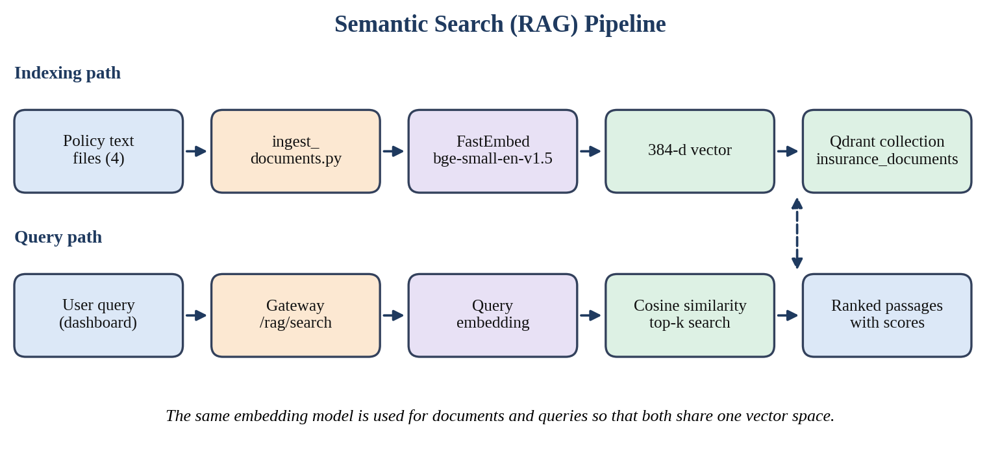 Semantic Search (RAG) Pipeline
Indexing path
Policy text
files (4)
ingest_
documents.py
FastEmbed
bge-small-en-v1.5
384-d vector
Qdrant collection
insurance_documents
Query path
User query
(dashboard)
Gateway
/rag/search
Query
embedding
Cosine similarity
top-k search
Ranked passages
with scores
The same embedding model is used for documents and queries so that both share one vector space.